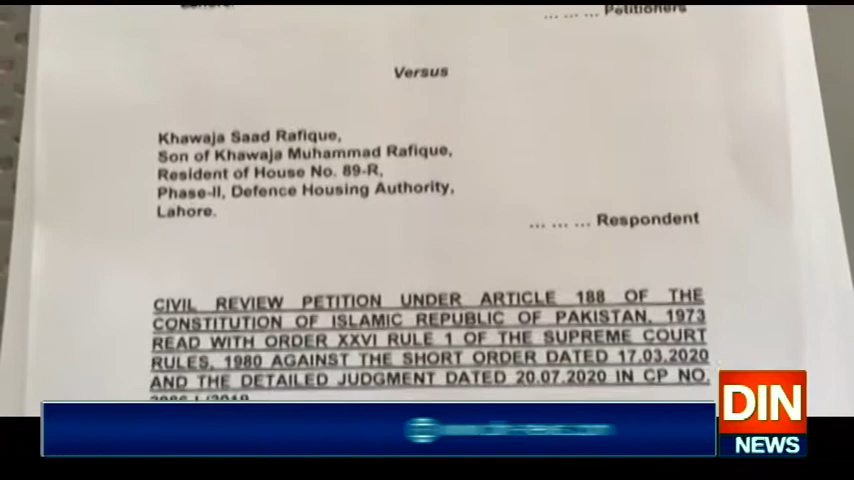 Lahore.
... ... ... Petitioners
Versus
Khawaja Saad Rafique,
Son of Khawaja Muhammad Rafique,
Resident of House No. 89-R,
Phase-II, Defence Housing Authority,
Lahore.
... ... ... Respondent
CIVIL REVIEW PETITION UNDER ARTICLE 188 OF THE
CONSTITUTION OF ISLAMIC REPUBLIC OF PAKISTAN, 1973
READ WITH ORDER XXVI RULE 1 OF THE SUPREME COURT
RULES, 1980 AGAINST THE SHORT ORDER DATED 17.03.2020
AND THE DETAILED JUDGMENT DATED 20.07.2020 IN CP NO.
DIN
NEWS